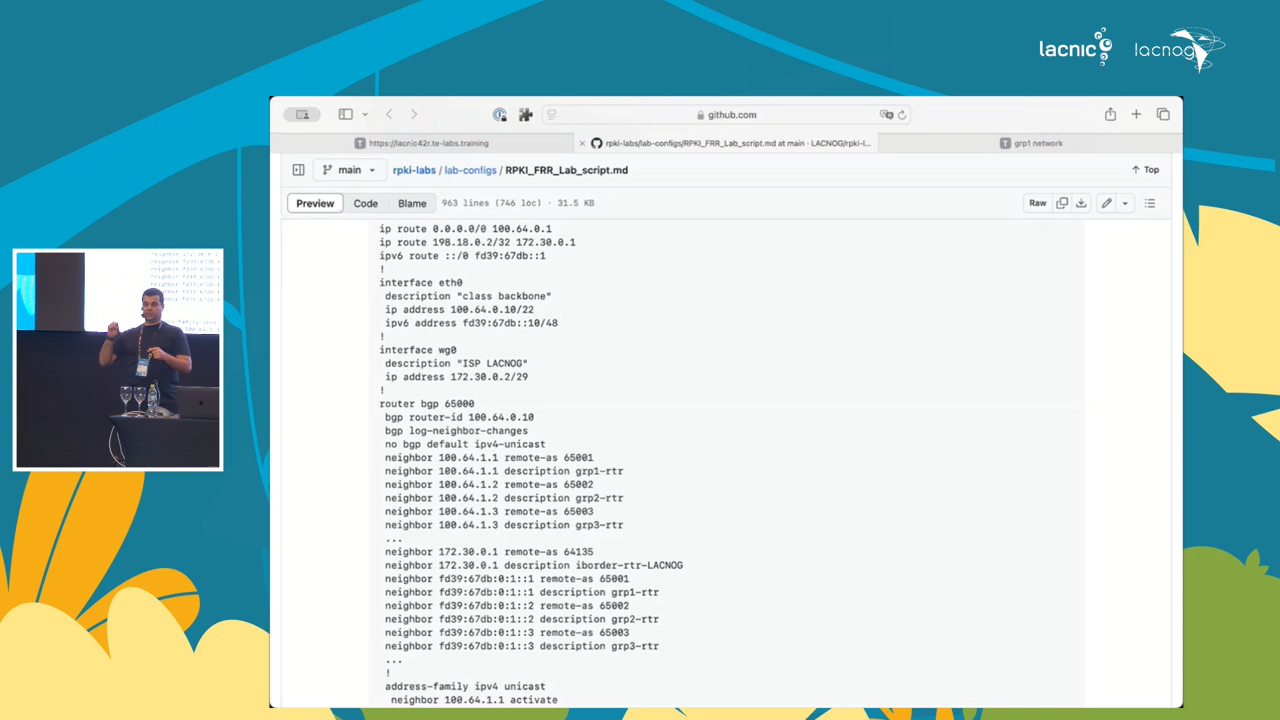 lacnic
lacnog
github.com
https://lacnic42r.te-labs.training
rpki-labs/lab-configs/RPKI_FRR_Lab_script.md at main · LACNOG/rpki-l...
grp1 network
main
rpki-labs / lab-configs / RPKI_FRR_Lab_script.md
Top
Preview
Code
Blame
963 lines (746 loc) · 31.5 KB
Raw
ip route 0.0.0.0/0 100.64.0.1
ip route 198.18.0.2/32 172.30.0.1
ipv6 route ::/0 fd39:67db::1
!
interface eth0
description "class backbone"
ip address 100.64.0.10/22
ipv6 address fd39:67db::10/48
!
interface wg0
description "ISP LACNOG"
ip address 172.30.0.2/29
!
router bgp 65000
bgp router-id 100.64.0.10
bgp log-neighbor-changes
no bgp default ipv4-unicast
neighbor 100.64.1.1 remote-as 65001
neighbor 100.64.1.1 description grp1-rtr
neighbor 100.64.1.2 remote-as 65002
neighbor 100.64.1.2 description grp2-rtr
neighbor 100.64.1.3 remote-as 65003
neighbor 100.64.1.3 description grp3-rtr
...
neighbor 172.30.0.1 remote-as 64135
neighbor 172.30.0.1 description iborder-rtr-LACNOG
neighbor fd39:67db:0:1::1 remote-as 65001
neighbor fd39:67db:0:1::1 description grp1-rtr
neighbor fd39:67db:0:1::2 remote-as 65002
neighbor fd39:67db:0:1::2 description grp2-rtr
neighbor fd39:67db:0:1::3 remote-as 65003
neighbor fd39:67db:0:1::3 description grp3-rtr
...
!
address-family ipv4 unicast
neighbor 100.64.1.1 activate